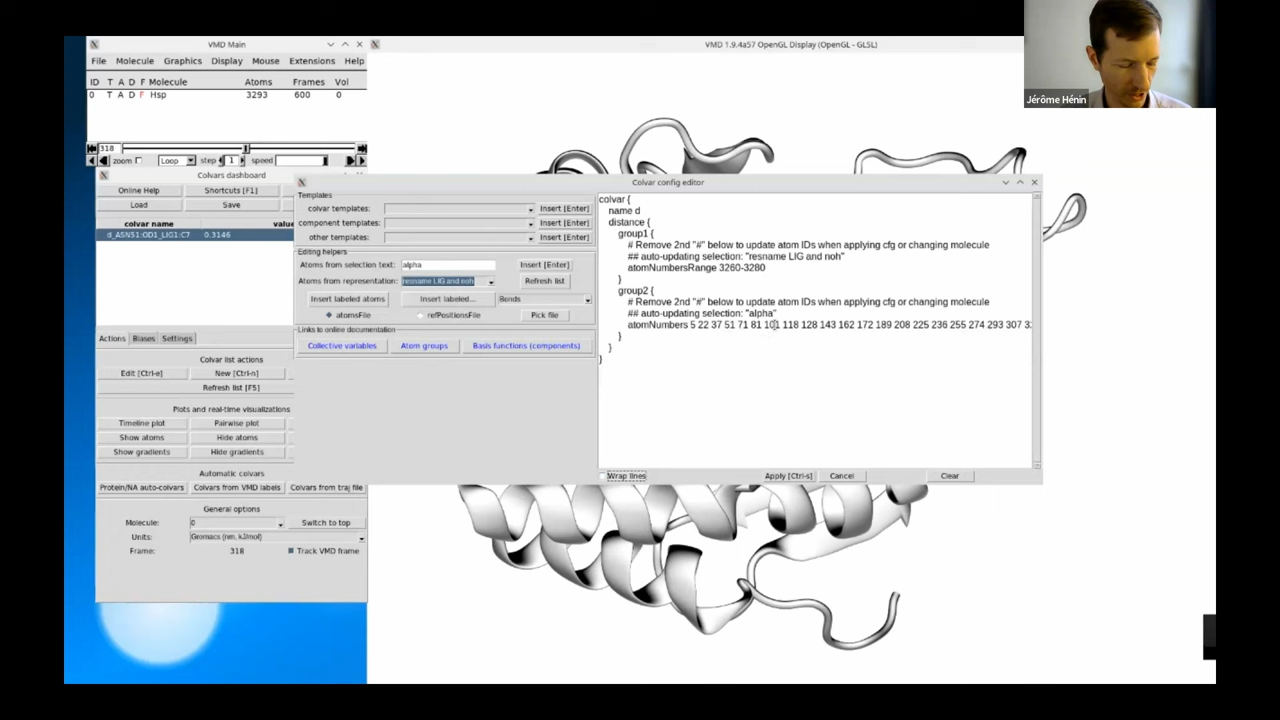 VMD Main
File Molecule Graphics Display Mouse Extensions Help
ID T A D F Molecule Atoms Frames Vol
0 T A D F Hsp 3293 600 0
318
zoom Loop step 1 speed
VMD 1.9.4a57 OpenGL Display (OpenGL - GLSL)
Jérôme Hénin
Colvars dashboard
Online Help Shortcuts [F1]
Load Save
colvar name value
d_ASN51:OD1_LIG1:C7 0.3146
Actions Biases Settings
Colvar list actions
Edit [Ctrl-e] New [Ctrl-n]
Refresh list [F5]
Plots and real-time visualizations
Timeline plot Pairwise plot
Show atoms Hide atoms
Show gradients Hide gradients
Automatic colvars
Protein/NA auto-colvars Colvars from VMD labels Colvars from traj file
General options
Molecule: 0 Switch to top
Units: Gromacs (nm, kJ/mol)
Frame: 318 Track VMD frame
Colvar config editor
Templates
colvar templates: Insert [Enter]
component templates: Insert [Enter]
other templates: Insert [Enter]
Editing helpers
Atoms from selection text: alpha Insert [Enter]
Atoms from representation: resname LIG and noh Refresh list
Insert labeled atoms Insert labeled... Bonds
atomsFile refPositionsFile Pick file
Links to online documentation
Collective variables Atom groups Basis functions (components)
colvar {
name d
distance {
group1 {
# Remove 2nd "#" below to update atom IDs when applying cfg or changing molecule
## auto-updating selection: "resname LIG and noh"
atomNumbersRange 3260-3280
}
group2 {
# Remove 2nd "#" below to update atom IDs when applying cfg or changing molecule
## auto-updating selection: "alpha"
atomNumbers 5 22 37 51 71 81 101 118 128 143 162 172 189 208 225 236 255 274 293 307
}
}
}
Wrap lines Apply [Ctrl-s] Cancel Clear